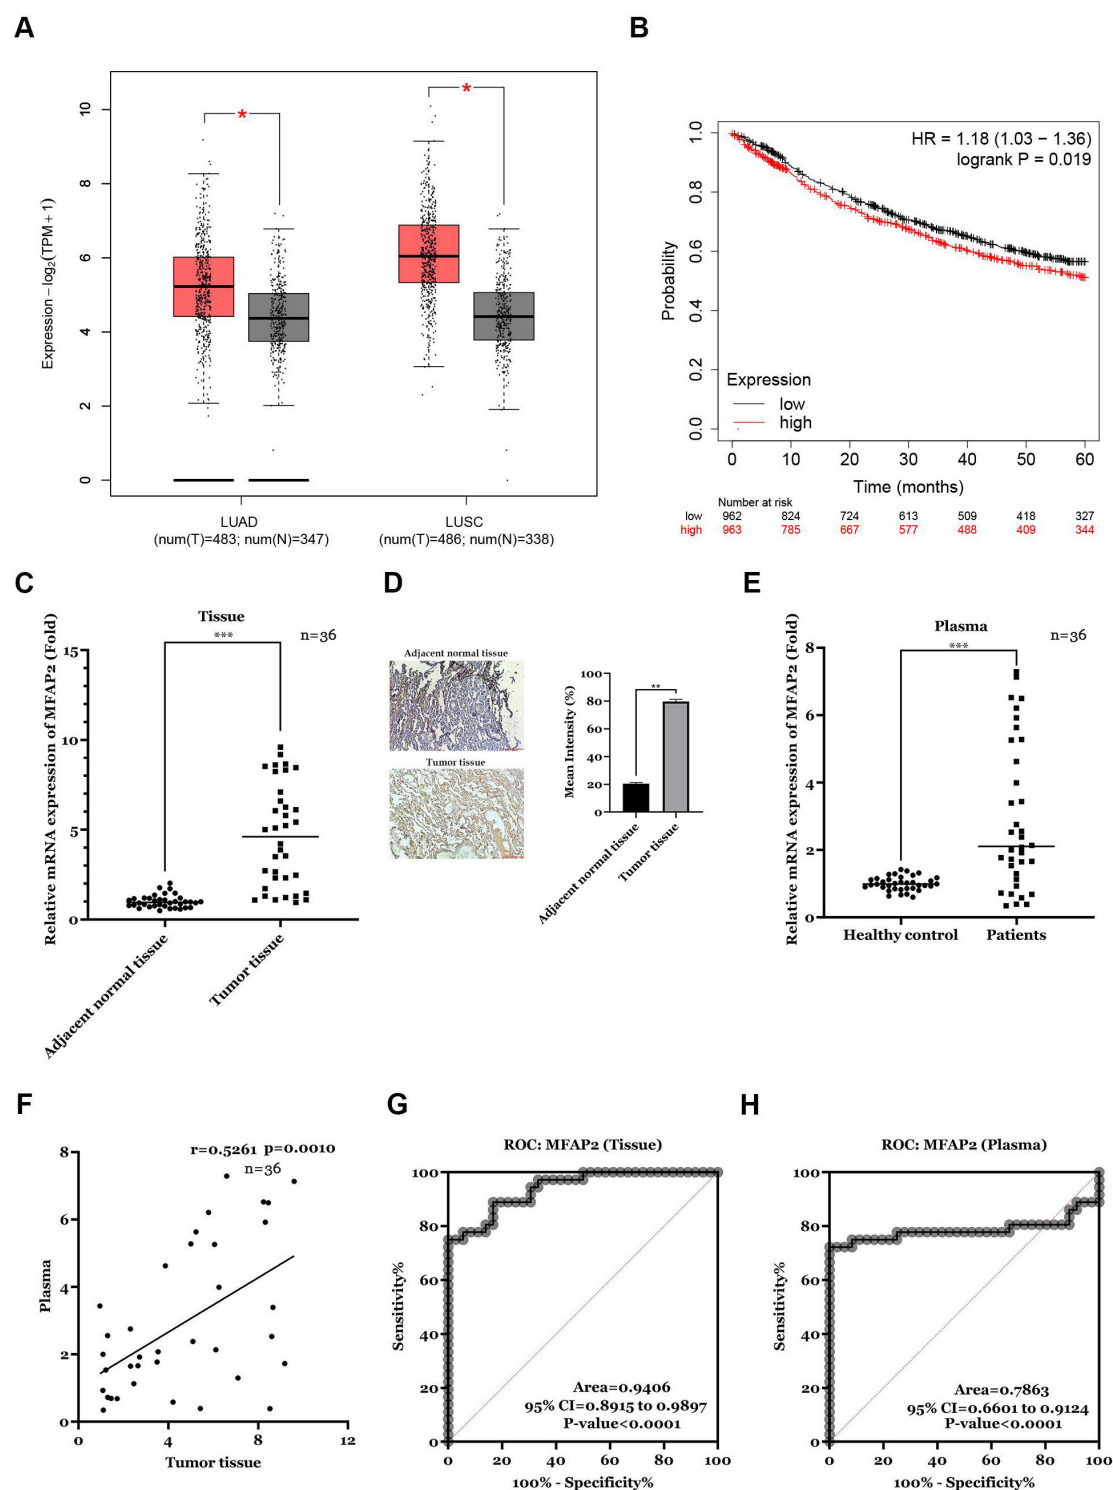 A
Expression − log2(TPM + 1)
10
8
6
4
2
0
*
*
LUAD
(num(T)=483; num(N)=347)
LUSC
(num(T)=486; num(N)=338)
B
HR = 1.18 (1.03 − 1.36)
logrank P = 0.019
Probability
1.0
0.8
0.6
0.4
0.2
0.0
Expression
low
high
0 10 20 30 40 50 60
Time (months)
Number at risk
low 962 824 724 613 509 418 327
high 963 785 667 577 488 409 344
C
Tissue
***
n=36
Relative mRNA expression of MFAP2 (Fold)
15
10
5
0
Adjacent normal tissue
Tumor tissue
D
Adjacent normal tissue
Tumor tissue
Mean Intensity (%)
100
80
60
40
20
0
**
Adjacent normal tissue
Tumor tissue
E
Plasma
***
n=36
Relative mRNA expression of MFAP2 (Fold)
8
6
4
2
0
Healthy control
Patients
F
r=0.5261 p=0.0010
n=36
Plasma
8
6
4
2
0
0 4 8 12
Tumor tissue
G
ROC: MFAP2 (Tissue)
Sensitivity%
100
80
60
40
20
0
Area=0.9406
95% CI=0.8915 to 0.9897
P-value<0.0001
0 20 40 60 80 100
100% - Specificity%
H
ROC: MFAP2 (Plasma)
Sensitivity%
100
80
60
40
20
0
Area=0.7863
95% CI=0.6601 to 0.9124
P-value<0.0001
0 20 40 60 80 100
100% - Specificity%